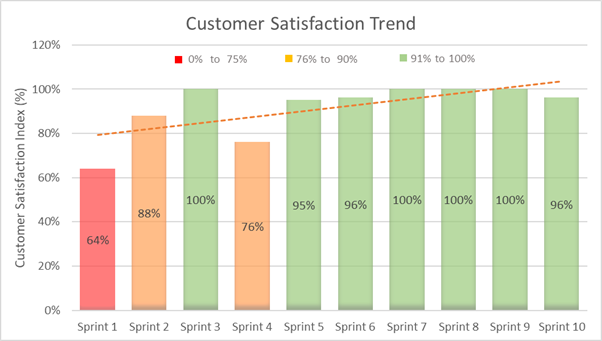 Customer Satisfaction Trend
120%
0% to 75%
76% to 90%
91% to 100%
100%
80%
60%
40%
20%
0%
Customer Satisfaction Index (%)
64%
88%
100%
76%
95%
96%
100%
100%
100%
96%
Sprint 1
Sprint 2
Sprint 3
Sprint 4
Sprint 5
Sprint 6
Sprint 7
Sprint 8
Sprint 9
Sprint 10